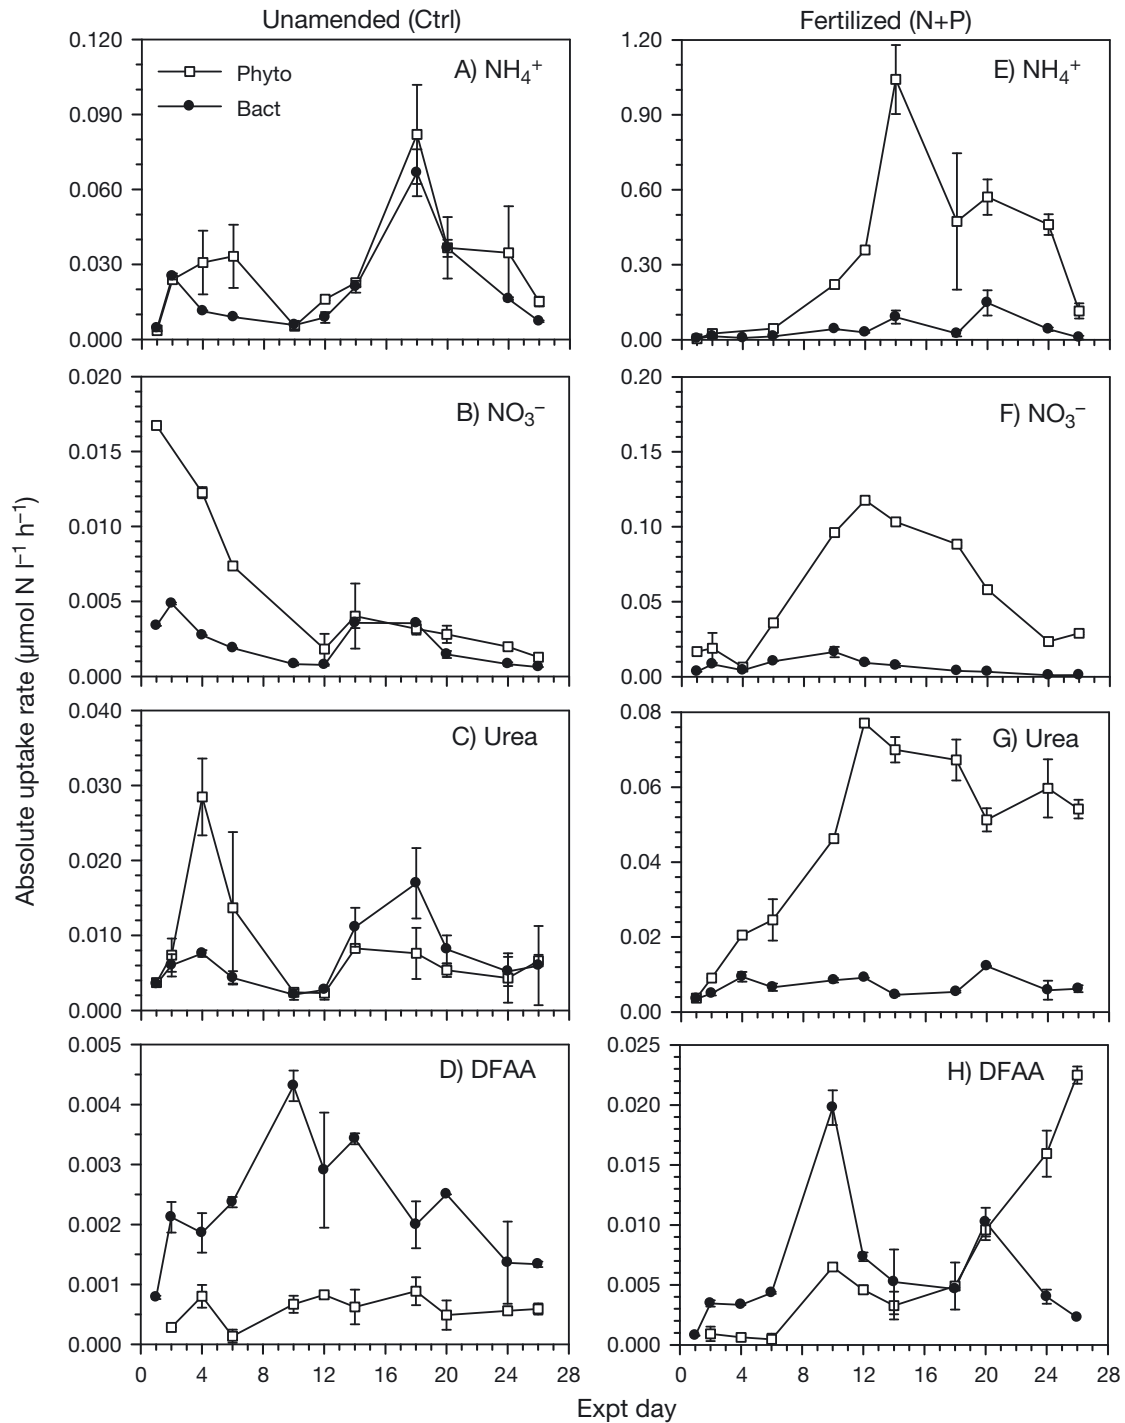 Unamended (Ctrl)
Fertilized (N+P)
Absolute uptake rate (µmol N l⁻¹ h⁻¹)
0.120
0.090
0.060
0.030
0.000
Phyto
Bact
A) NH₄⁺
1.20
0.90
0.60
0.30
0.00
E) NH₄⁺
0.020
0.015
0.010
0.005
0.000
B) NO₃⁻
0.20
0.15
0.10
0.05
0.00
F) NO₃⁻
0.040
0.030
0.020
0.010
0.000
C) Urea
0.08
0.06
0.04
0.02
0.00
G) Urea
0.005
0.004
0.003
0.002
0.001
0.000
D) DFAA
0.025
0.020
0.015
0.010
0.005
0.000
H) DFAA
0 4 8 12 16 20 24 28
0 4 8 12 16 20 24 28
Expt day